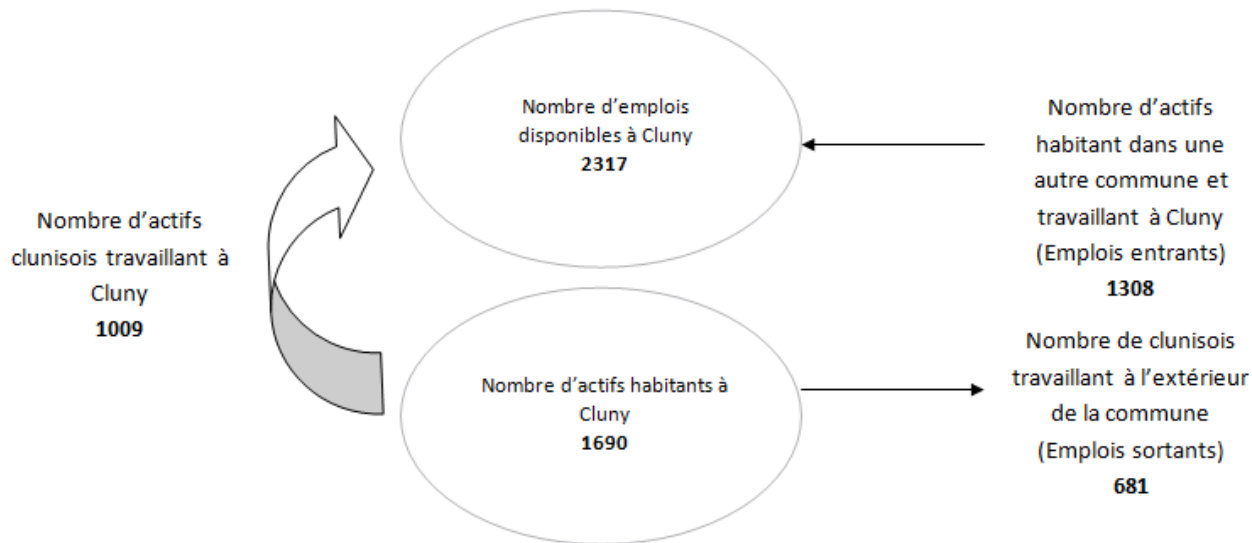 Nombre d'emplois
disponibles à Cluny
2317
Nombre d'actifs
habitant dans une
autre commune et
travaillant à Cluny
(Emplois entrants)
1308
Nombre d'actifs
clunisois travaillant à
Cluny
1009
Nombre d'actifs habitants à
Cluny
1690
Nombre de clunisois
travaillant à l'extérieur
de la commune
(Emplois sortants)
681